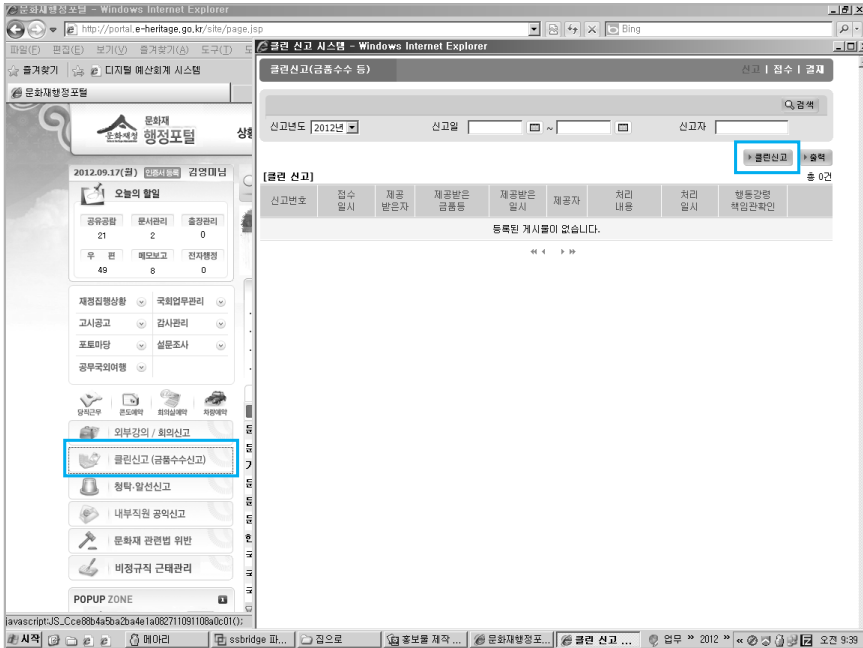 문화재행정포털 - Windows Internet Explorer
http://portal.e-heritage.go.kr/site/page.jsp
Bing
파일(F) 편집(E) 보기(V) 즐겨찾기(A) 도구(T)
즐겨찾기 디지털 예산회계 시스템
문화재행정포털
문화재청
문화재
행정포털
2012.09.17(월) 인증서등록 김영미님
오늘의 할일
공유공람 문서관리 출장관리
21 2 0
우 편 메모보고 전자행정
49 8 0
재정집행상황 국회업무관리
고시공고 감사관리
포토마당 설문조사
공무국외여행
당직근무 콘도예약 회의실예약 차량예약
외부강의 / 회의신고
클린신고 (금품수수신고)
청탁·알선신고
내부직원 공익신고
문화재 관련법 위반
비정규직 근태관리
POPUP ZONE
javascript:JS_Cce88b4a5ba2ba4e1a082711091108a0c01();
클린 신고 시스템 - Windows Internet Explorer
클린신고(금품수수 등)
신고 | 접수 | 결재
검색
신고년도 2012년 신고일 ~ 신고자
클린신고 출력
[클린 신고] 총 0건
신고번호 접수일시 제공받은자 제공받은금품등 제공받은일시 제공자 처리내용 처리일시 행동강령책임관확인
등록된 게시물이 없습니다.
시작 메아리 ssbridge 파... 집으로 홍보물 제작 ... 문화재행정포... 클린 신고 ... 업무 » 2012 » 오전 9:39